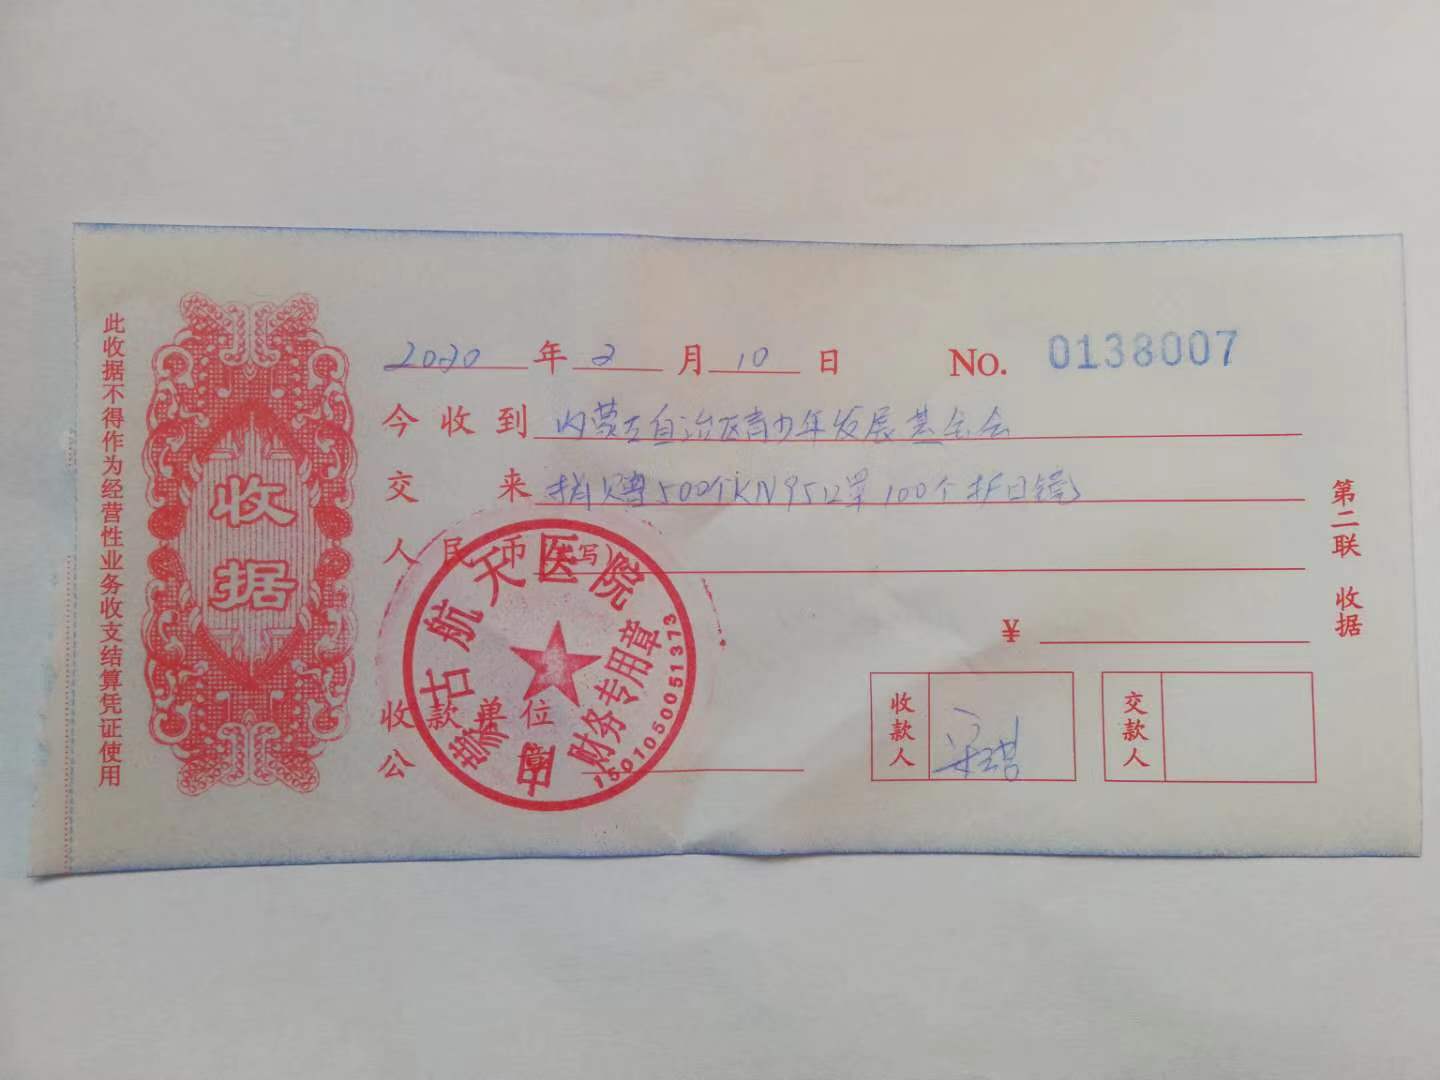 此收据不得作为经营性业务收支结算凭证使用
收据
2020年2月10日 No. 0138007
今收到 内蒙古自治区青少年发展基金会
交来 捐赠500个KN95口罩100个护目镜
人民币(大写)
¥
收款单位
公章
收款人
交款人
第二联 收据
中蒙古航天医院
财务专用章
1501050051373